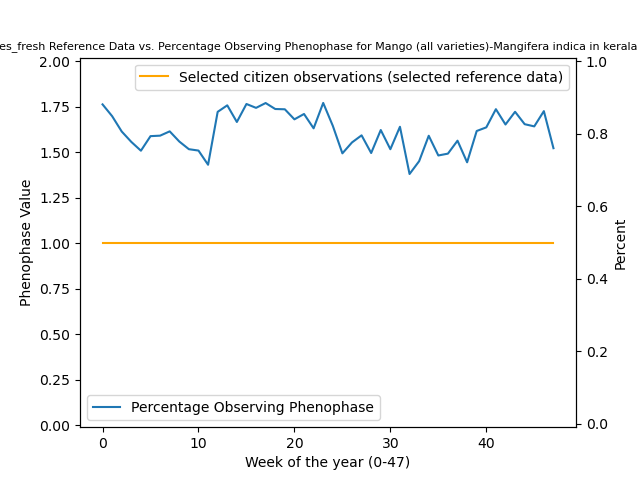 es_fresh Reference Data vs. Percentage Observing Phenophase for Mango (all varieties)-Mangifera indica in kerala
2.00
1.75
1.50
1.25
1.00
0.75
0.50
0.25
0.00
Phenophase Value
Selected citizen observations (selected reference data)
Percentage Observing Phenophase
1.0
0.8
0.6
0.4
0.2
0.0
Percent
0 10 20 30 40
Week of the year (0-47)